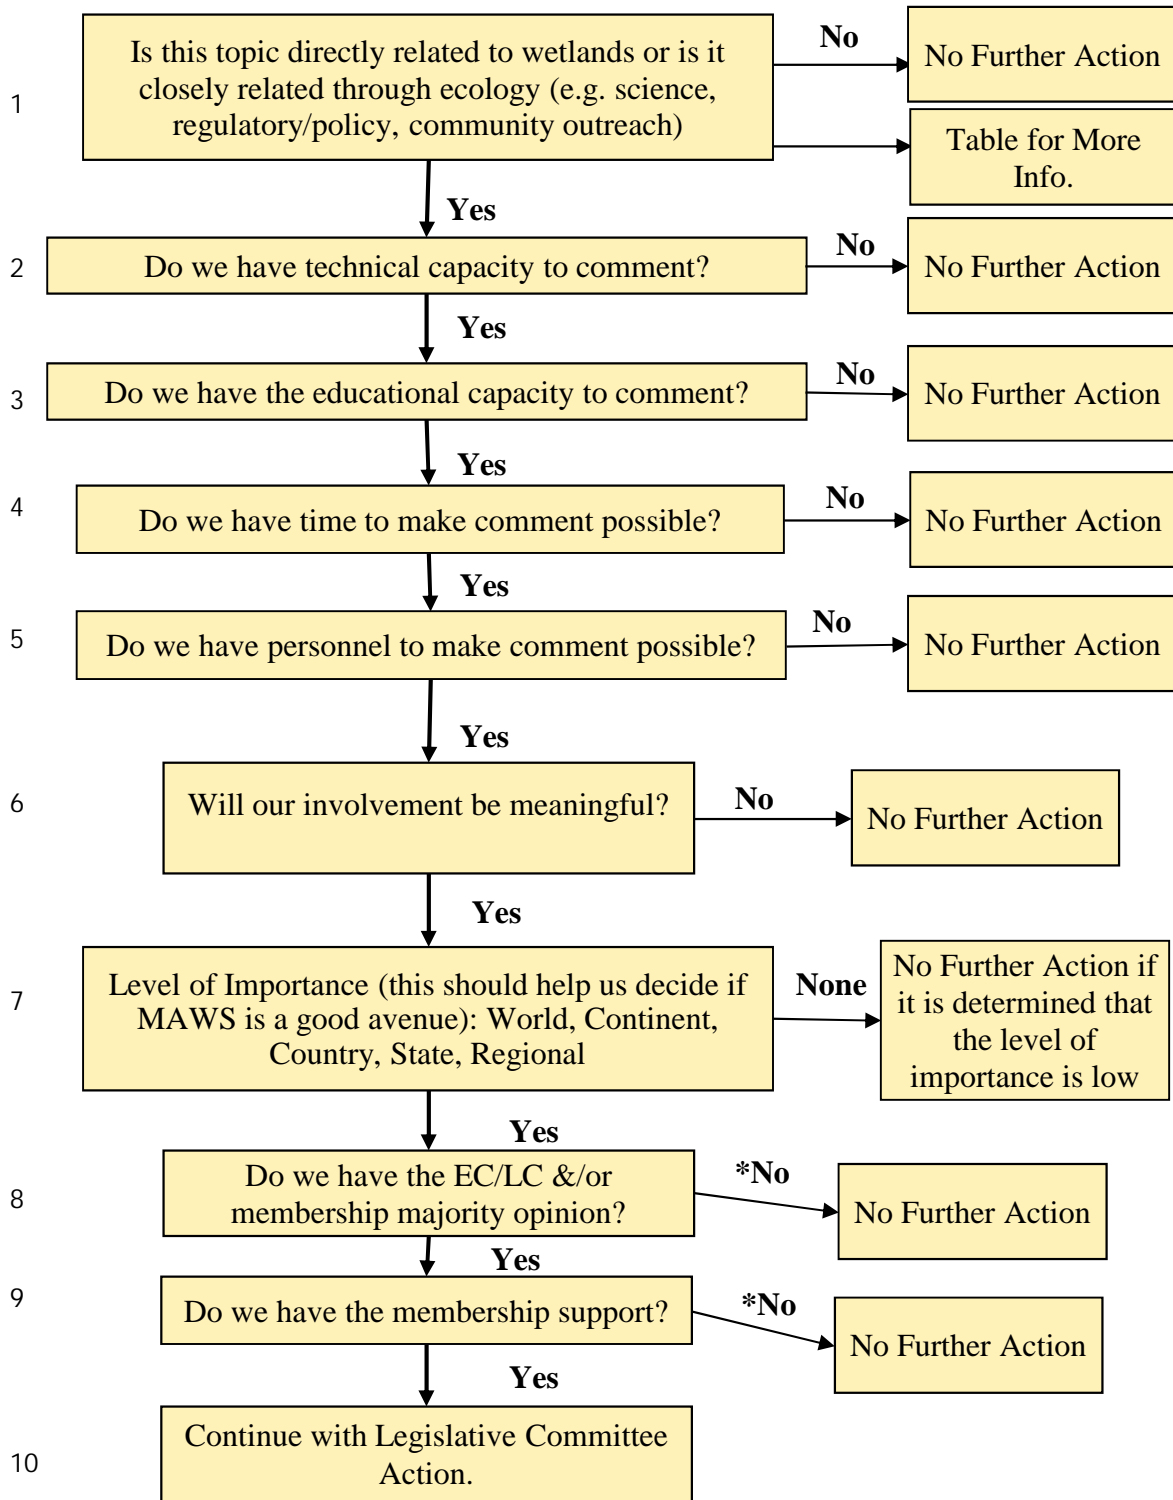 1
Is this topic directly related to wetlands or is it
closely related through ecology (e.g. science,
regulatory/policy, community outreach)
No
No Further Action
Table for More
Info.
Yes
2
Do we have technical capacity to comment?
No
No Further Action
Yes
3
Do we have the educational capacity to comment?
No
No Further Action
Yes
4
Do we have time to make comment possible?
No
No Further Action
Yes
5
Do we have personnel to make comment possible?
No
No Further Action
Yes
6
Will our involvement be meaningful?
No
No Further Action
Yes
7
Level of Importance (this should help us decide if
MAWS is a good avenue): World, Continent,
Country, State, Regional
None
No Further Action if
it is determined that
the level of
importance is low
Yes
8
Do we have the EC/LC &/or
membership majority opinion?
*No
No Further Action
Yes
9
Do we have the membership support?
*No
No Further Action
Yes
10
Continue with Legislative Committee
Action.